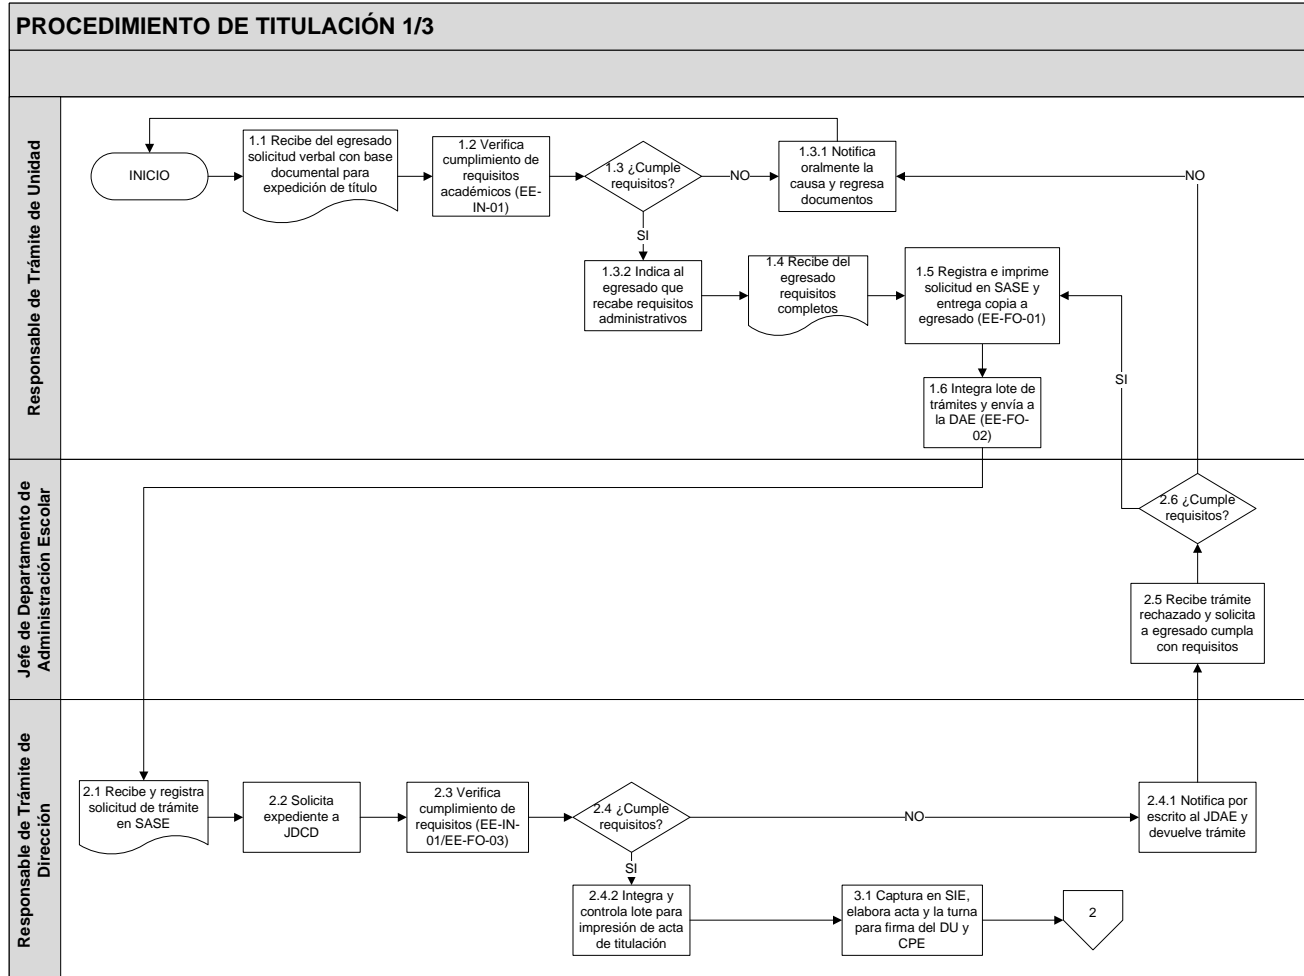 PROCEDIMIENTO DE TITULACIÓN 1/3
Responsable de Trámite de Unidad
INICIO
1.1 Recibe del egresado
solicitud verbal con base
documental para
expedición de título
1.2 Verifica
cumplimiento de
requisitos
académicos (EE-
IN-01)
1.3 ¿Cumple
requisitos?
NO
1.3.1 Notifica
oralmente la
causa y regresa
documentos
NO
SI
1.3.2 Indica al
egresado que
recabe requisitos
administrativos
1.4 Recibe del
egresado
requisitos
completos
1.5 Registra e imprime
solicitud en SASE y
entrega copia a
egresado (EE-FO-01)
SI
1.6 Integra lote de
trámites y envía a
la DAE (EE-FO-
02)
Jefe de Departamento de
Administración Escolar
2.6 ¿Cumple
requisitos?
2.5 Recibe trámite
rechazado y solicita
a egresado cumpla
con requisitos
Responsable de Trámite de
Dirección
2.1 Recibe y registra
solicitud de trámite
en SASE
2.2 Solicita
expediente a
JDCD
2.3 Verifica
cumplimiento de
requisitos (EE-IN-
01/EE-FO-03)
2.4 ¿Cumple
requisitos?
NO
2.4.1 Notifica por
escrito al JDAE y
devuelve trámite
SI
2.4.2 Integra y
controla lote para
impresión de acta
de titulación
3.1 Captura en SIE,
elabora acta y la turna
para firma del DU y
CPE
2